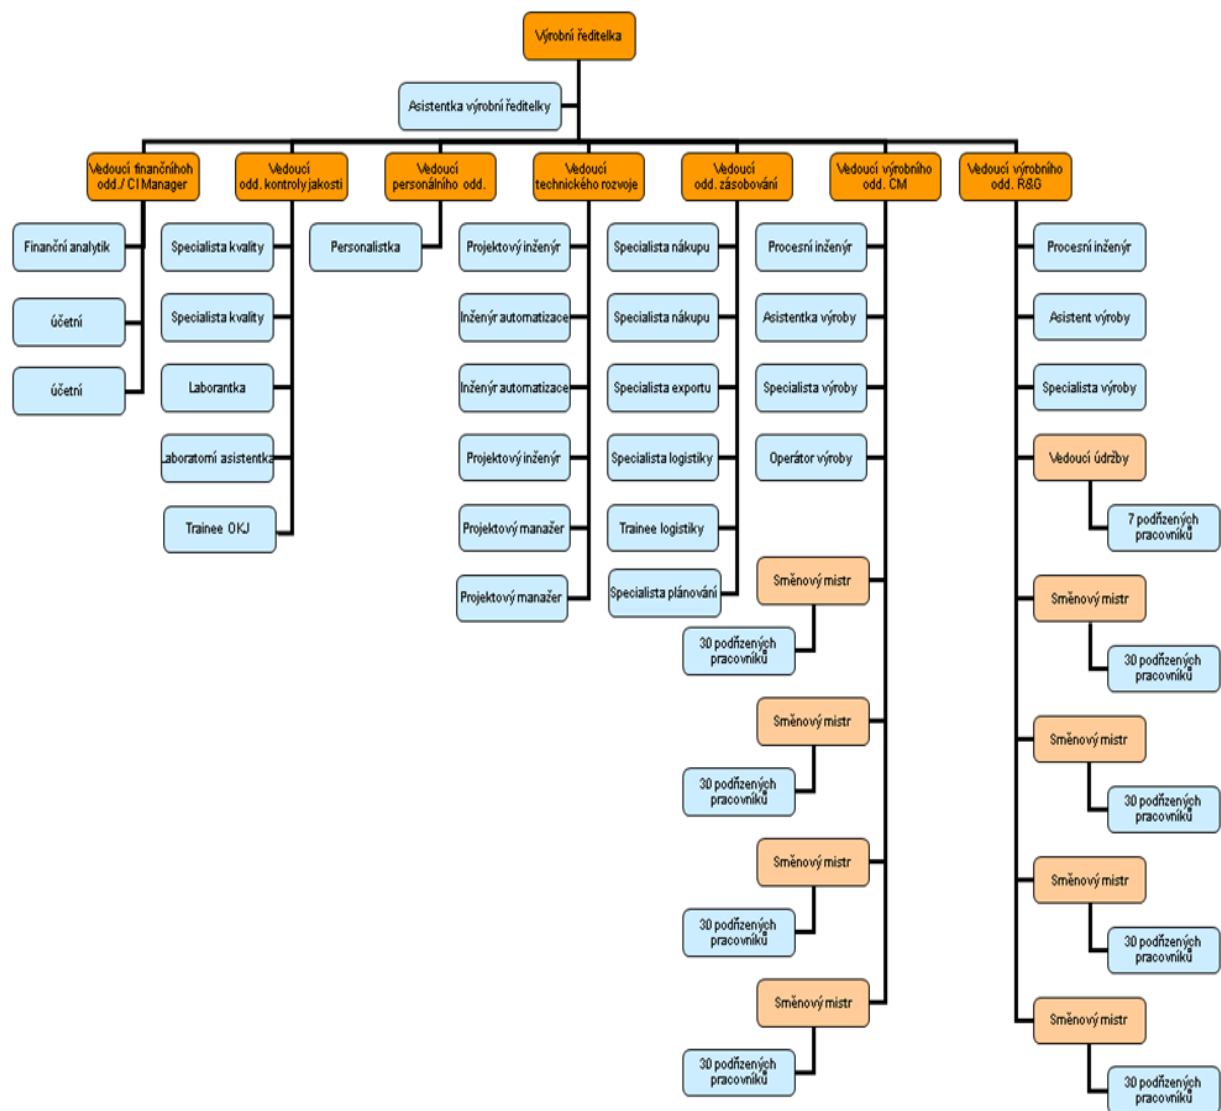 Výrobní ředitelka
Asistentka výrobní ředitelky
Vedoucí finančníhoh
odd./ CI Manager
Vedoucí
odd. kontroly jakosti
Vedoucí
personálního odd.
Vedoucí
technického rozvoje
Vedoucí
odd. zásobování
Vedoucí výrobního
odd. CM
Vedoucí výrobního
odd. R&G
Finanční analytik
účetní
účetní
Specialista kvality
Specialista kvality
Laborantka
Laboratorní asistentka
Trainee OKJ
Personalistka
Projektový inženýr
Inženýr automatizace
Inženýr automatizace
Projektový inženýr
Projektový manažer
Projektový manažer
Specialista nákupu
Specialista nákupu
Specialista exportu
Specialista logistiky
Trainee logistiky
Specialista plánování
Procesní inženýr
Asistentka výroby
Specialista výroby
Operátor výroby
Směnový mistr
30 podřízených
pracovníků
Směnový mistr
30 podřízených
pracovníků
Směnový mistr
30 podřízených
pracovníků
Směnový mistr
30 podřízených
pracovníků
Procesní inženýr
Asistent výroby
Specialista výroby
Vedoucí údržby
7 podřízených
pracovníků
Směnový mistr
30 podřízených
pracovníků
Směnový mistr
30 podřízených
pracovníků
Směnový mistr
30 podřízených
pracovníků
Směnový mistr
30 podřízených
pracovníků